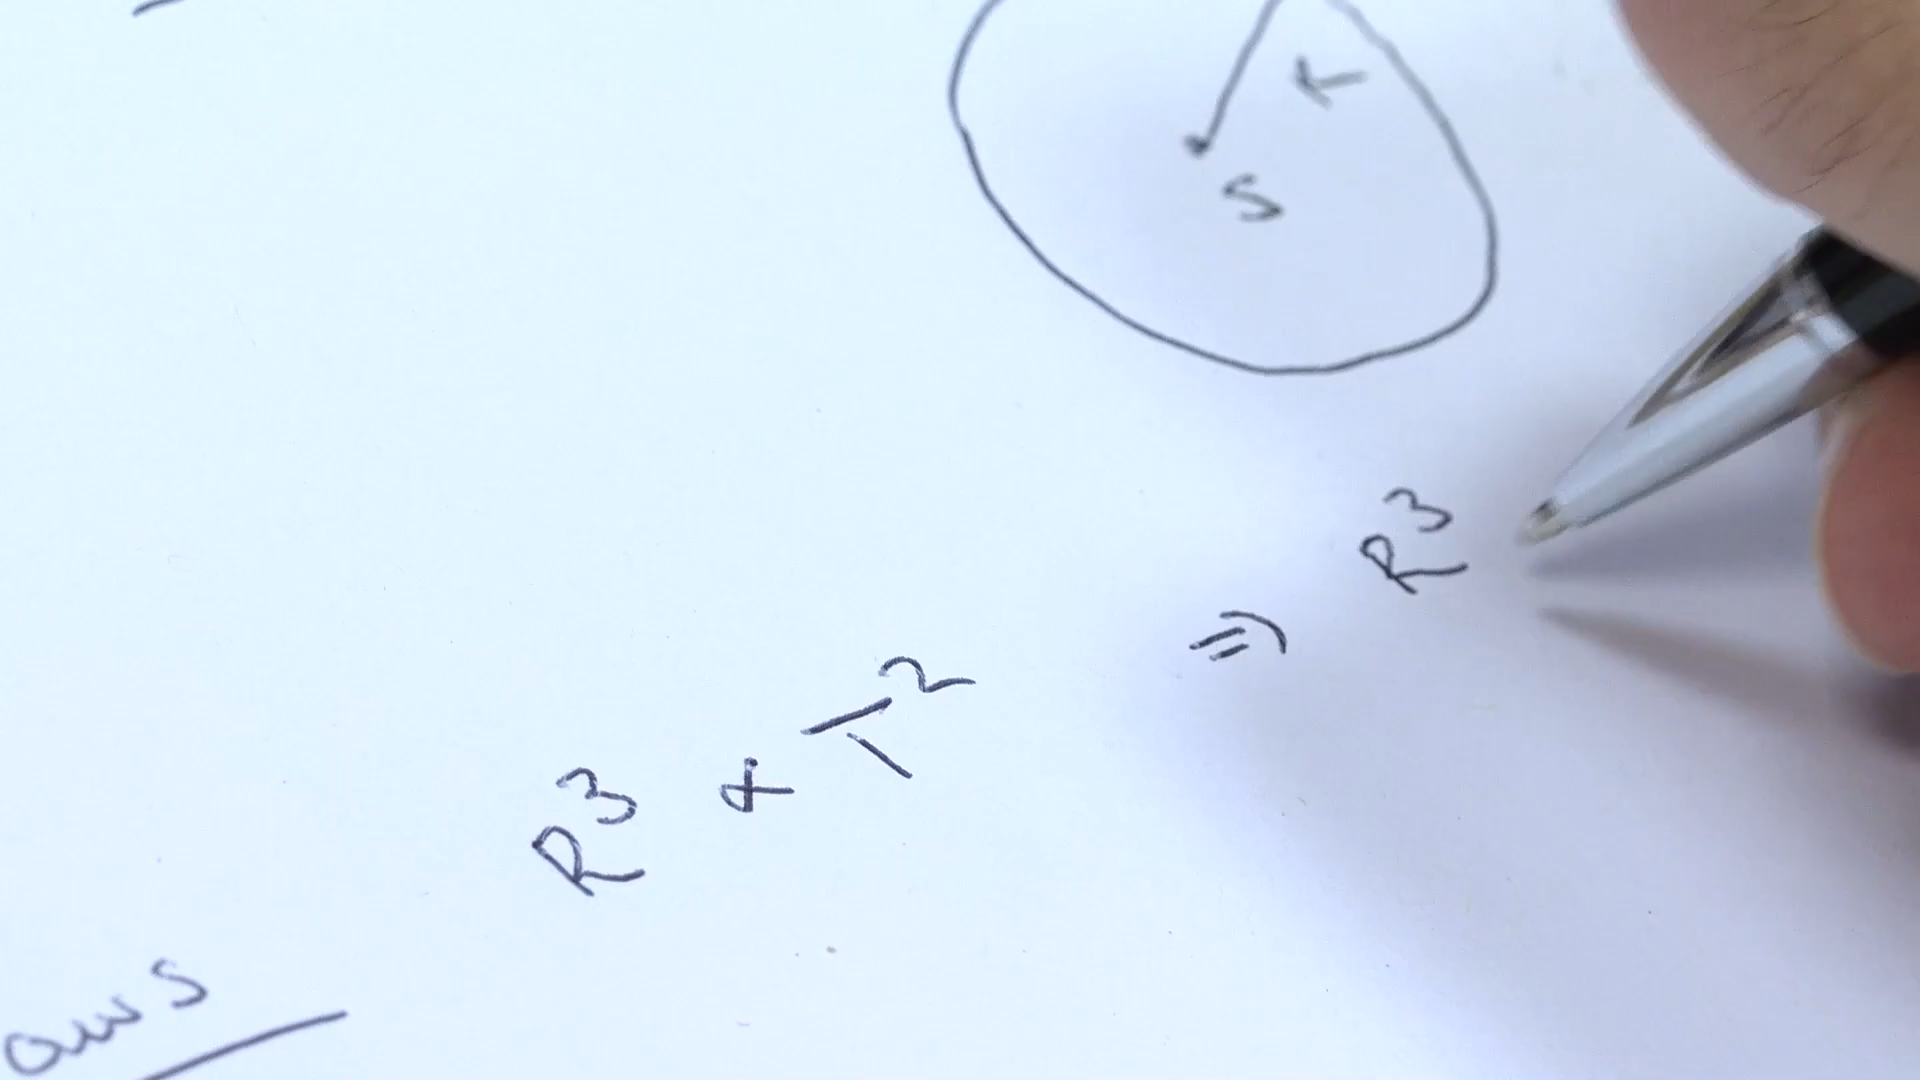 R
S
R³ ∝ T² ⇒ R³
aws